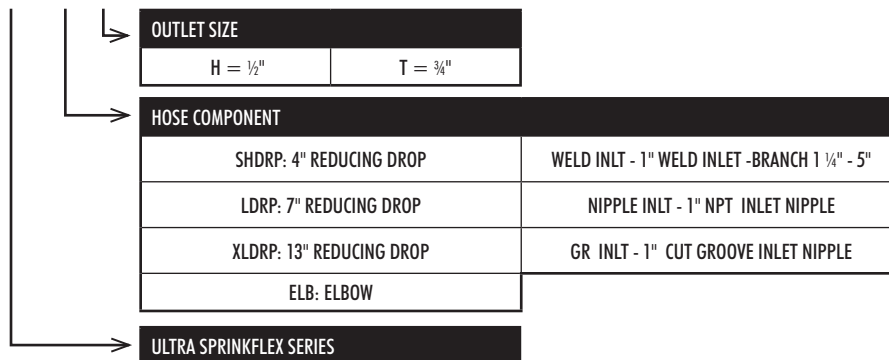 OUTLET SIZE
H = ½" T = ¾"
HOSE COMPONENT
SHDRP: 4" REDUCING DROP WELD INLT - 1" WELD INLET -BRANCH 1 ¼" - 5"
LDRP: 7" REDUCING DROP NIPPLE INLT - 1" NPT INLET NIPPLE
XLDRP: 13" REDUCING DROP GR INLT - 1" CUT GROOVE INLET NIPPLE
ELB: ELBOW
ULTRA SPRINKFLEX SERIES